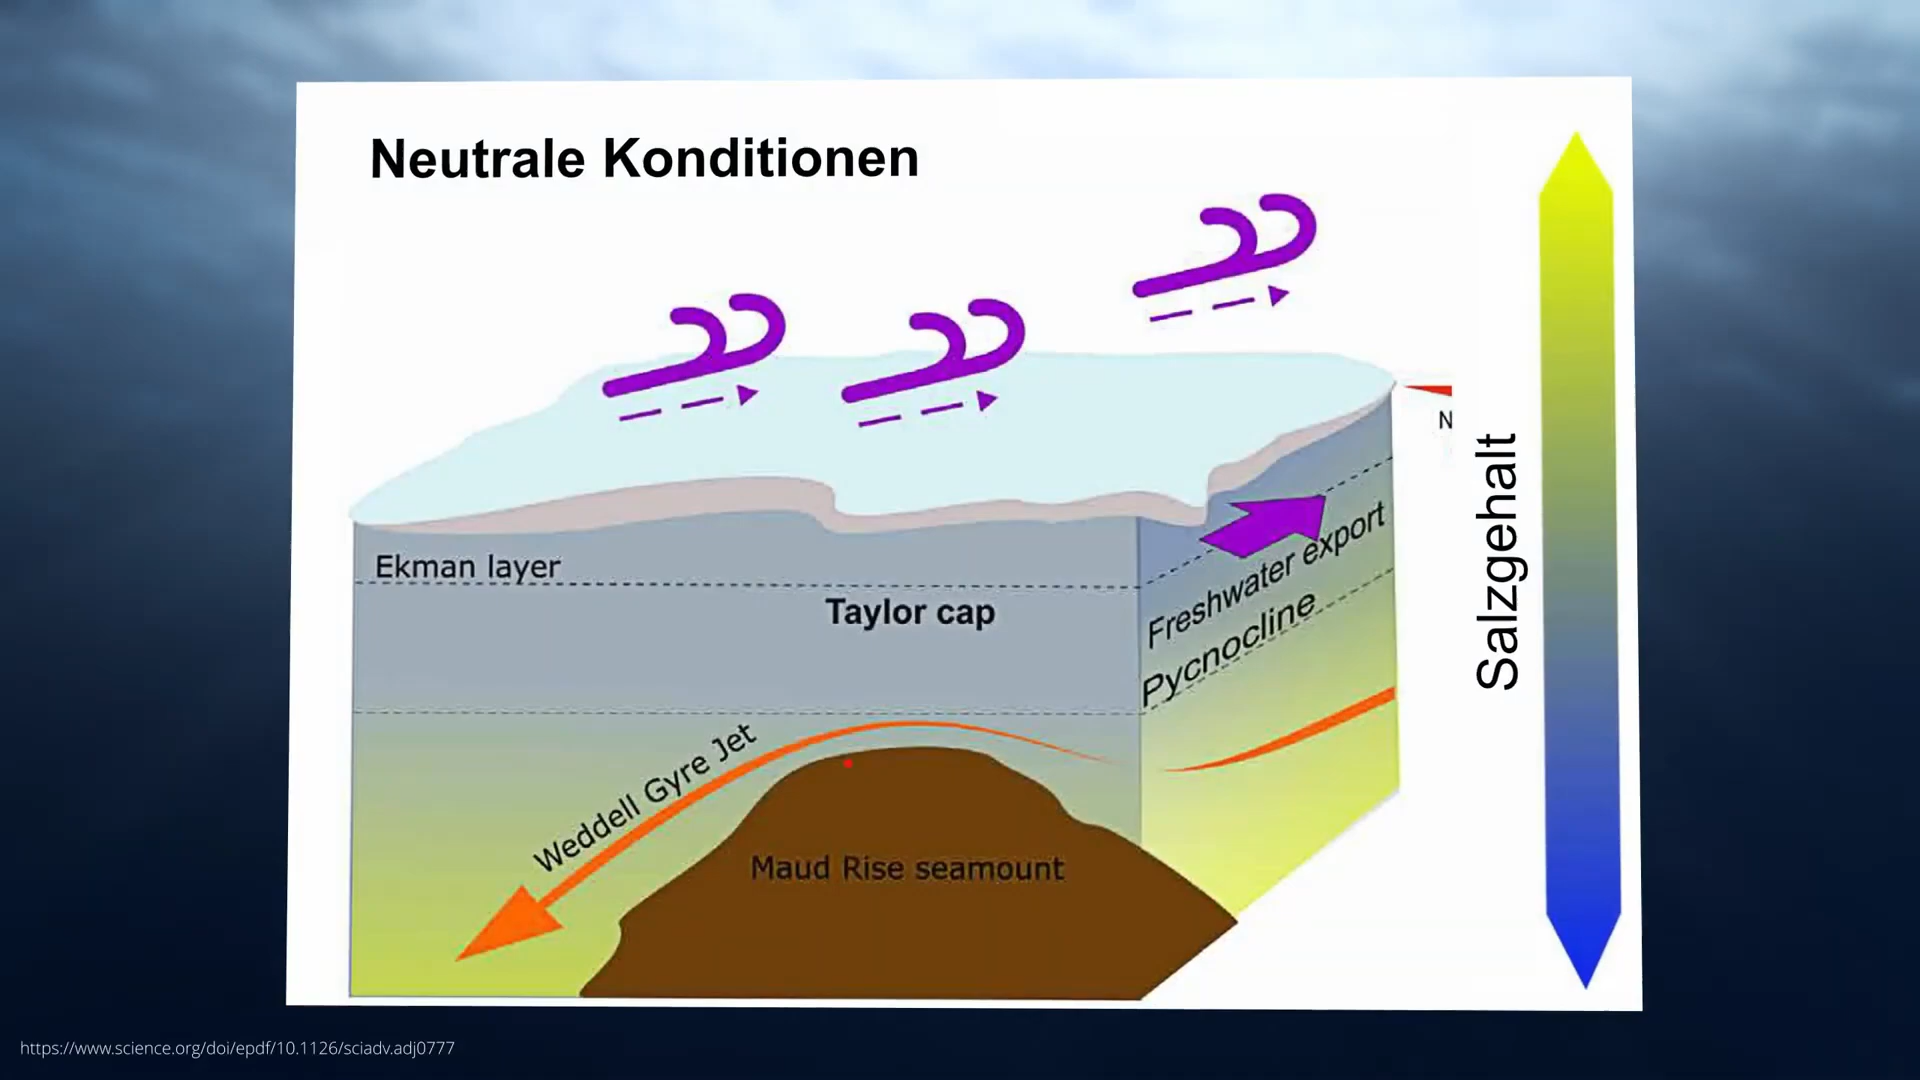 Neutrale Konditionen
N
Salzgehalt
Ekman layer
Taylor cap
Freshwater export
Pycnocline
Weddell Gyre Jet
Maud Rise seamount
https://www.science.org/doi/epdf/10.1126/sciadv.adj0777